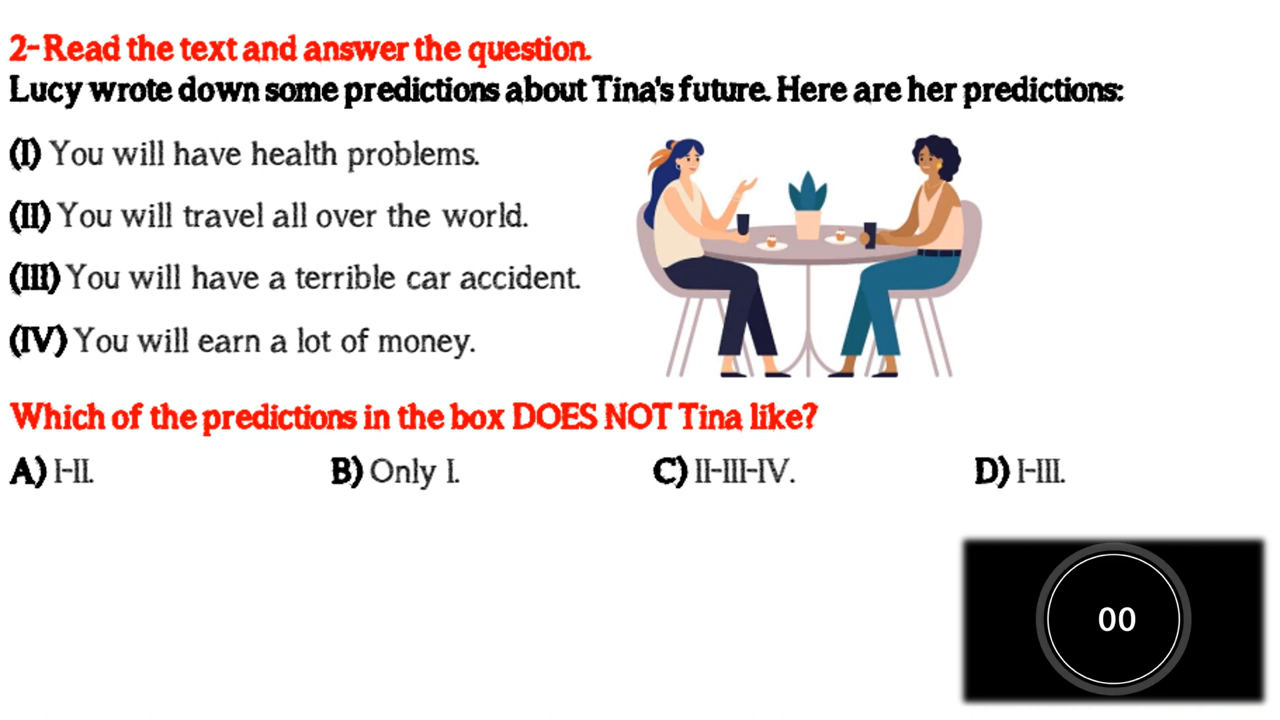 2-Read the text and answer the question.
Lucy wrote down some predictions about Tina's future. Here are her predictions:
(I) You will have health problems.
(II) You will travel all over the world.
(III) You will have a terrible car accident.
(IV) You will earn a lot of money.
Which of the predictions in the box DOES NOT Tina like?
A) I-II. B) Only I. C) II-III-IV. D) I-III.
00